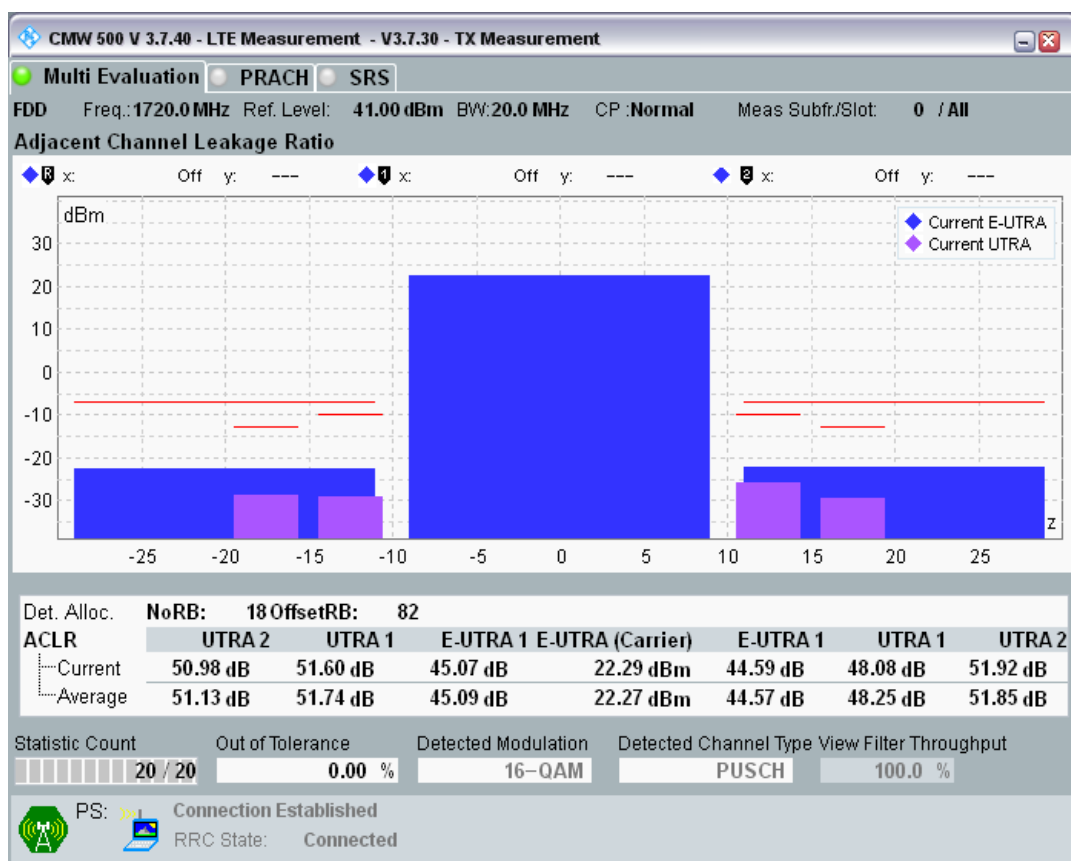 CMW 500 V 3.7.40 - LTE Measurement - V3.7.30 - TX Measurement
Multi Evaluation PRACH SRS
FDD Freq.: 1720.0 MHz Ref. Level: 41.00 dBm BW: 20.0 MHz CP : Normal Meas Subfr./Slot: 0 / All
Adjacent Channel Leakage Ratio
R x: Off y: --- 1 x: Off y: --- 2 x: Off y: ---
dBm
Current E-UTRA
Current UTRA
30
20
10
0
-10
-20
-30
z
-25 -20 -15 -10 -5 0 5 10 15 20 25
Det. Alloc. NoRB: 18 OffsetRB: 82
ACLR UTRA 2 UTRA 1 E-UTRA 1 E-UTRA (Carrier) E-UTRA 1 UTRA 1 UTRA 2
Current 50.98 dB 51.60 dB 45.07 dB 22.29 dBm 44.59 dB 48.08 dB 51.92 dB
Average 51.13 dB 51.74 dB 45.09 dB 22.27 dBm 44.57 dB 48.25 dB 51.85 dB
Statistic Count Out of Tolerance Detected Modulation Detected Channel Type View Filter Throughput
20 / 20 0.00 % 16-QAM PUSCH 100.0 %
PS: Connection Established
RRC State: Connected